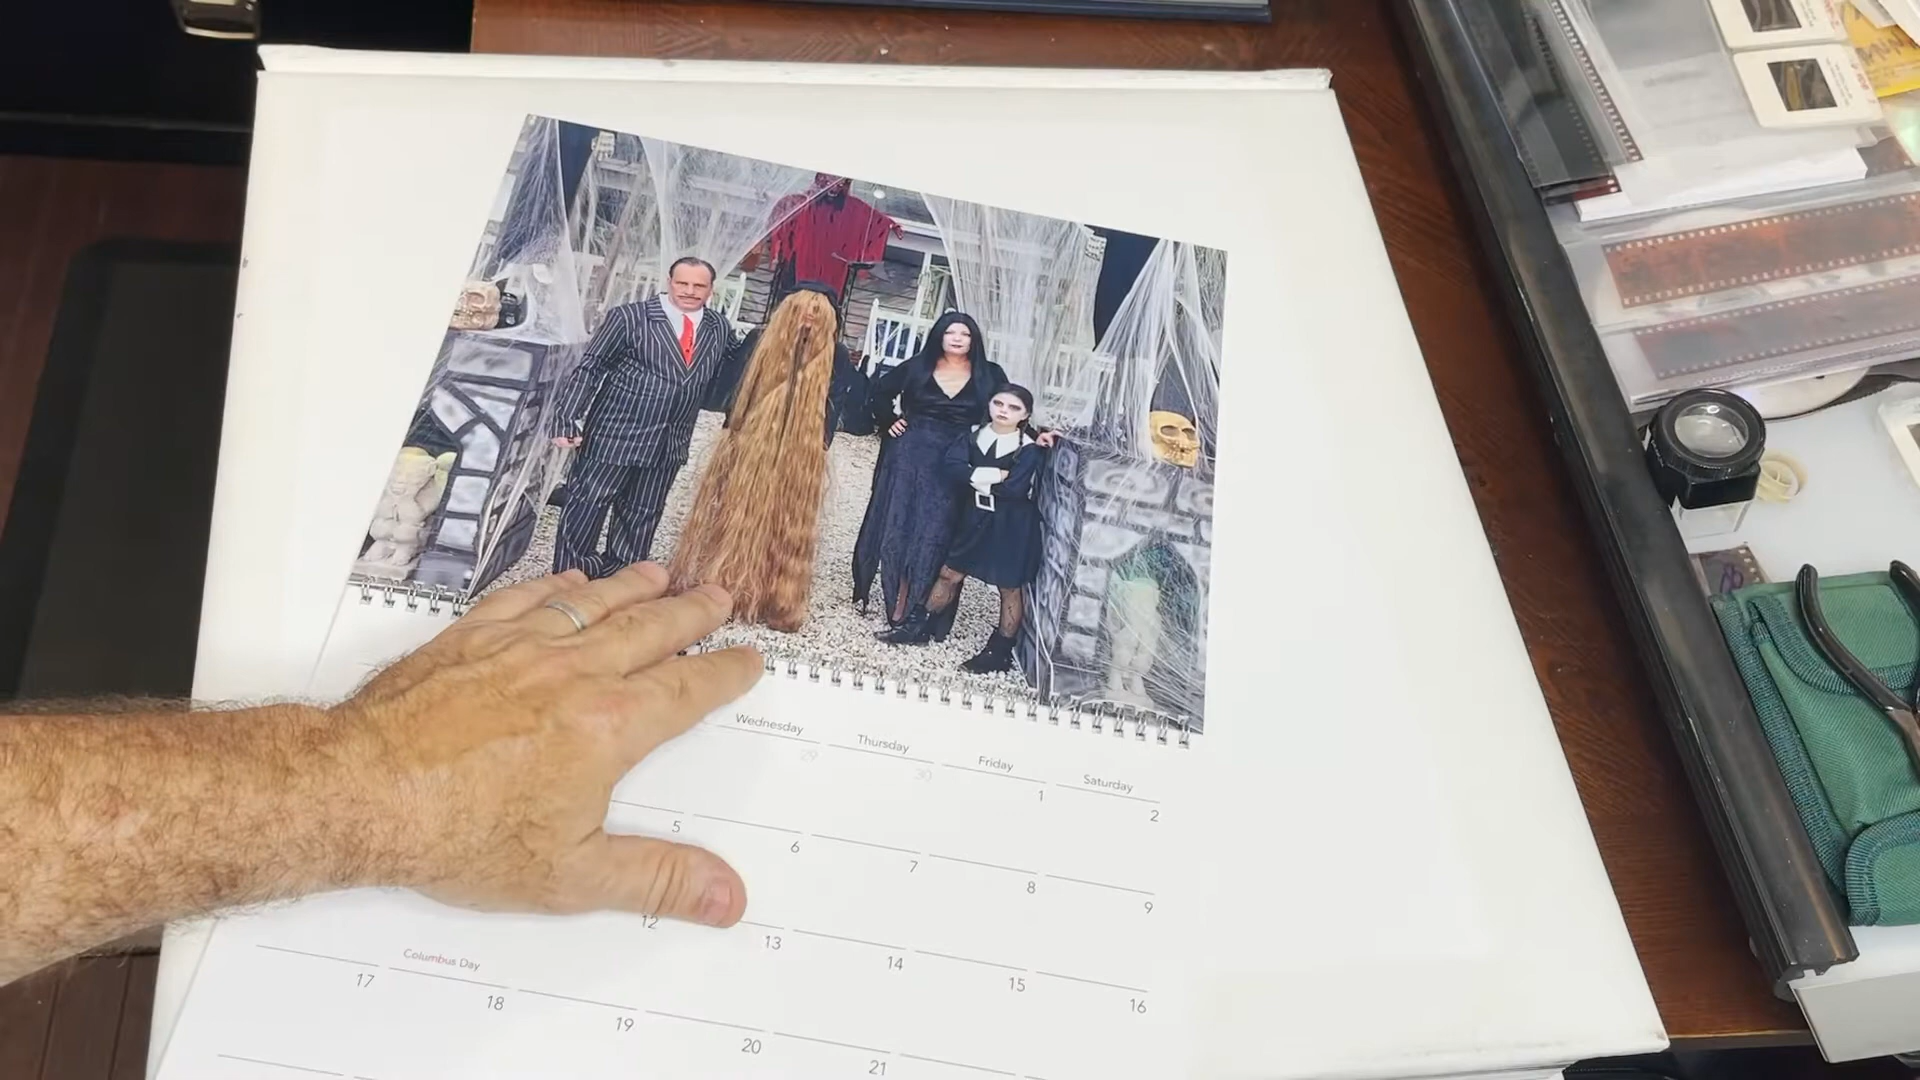 Wednesday Thursday Friday Saturday
29 30 1 2
5 6 7 8 9
12 13 14 15 16
Columbus Day
17 18 19 20 21